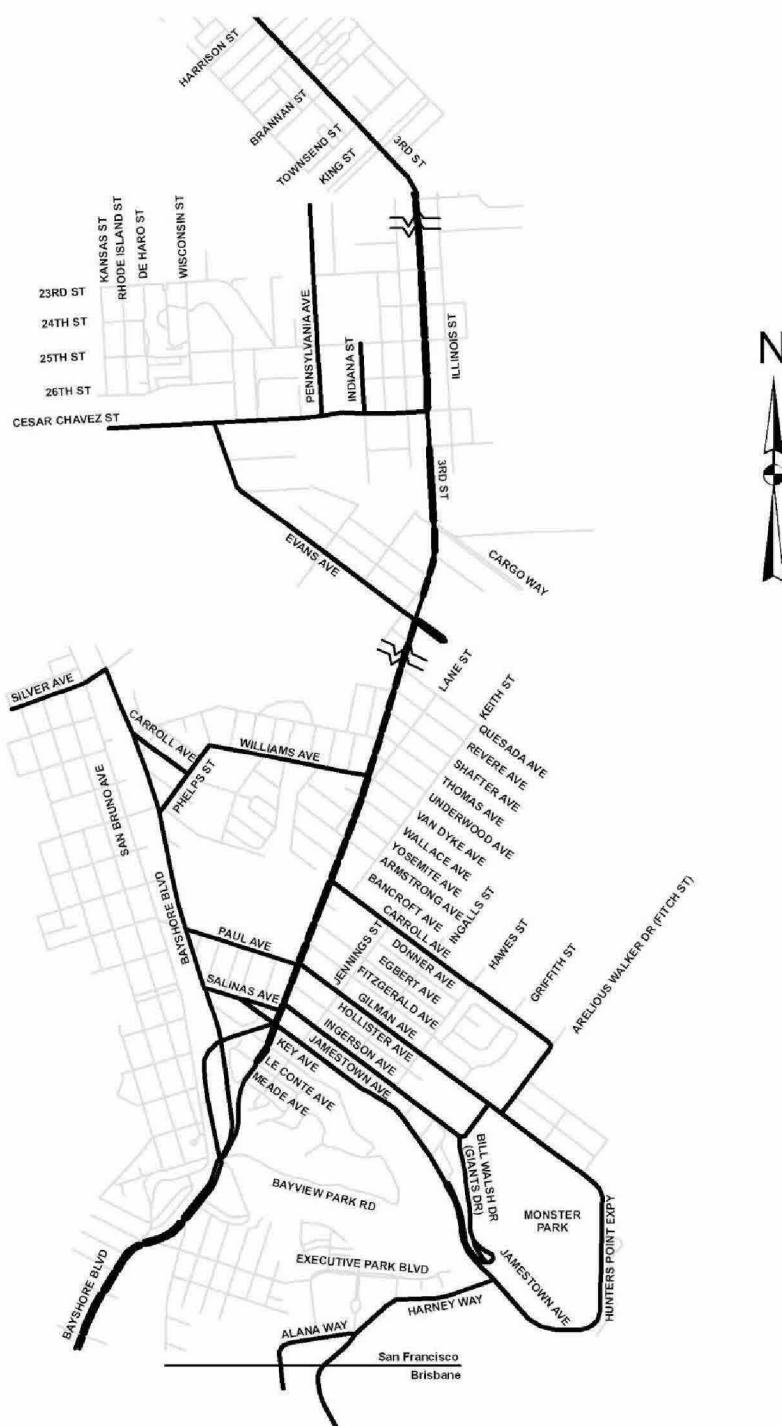 HARRISON ST
BRANNAN ST
TOWNSEND ST
KING ST
3RD ST
KANSAS ST
RHODE ISLAND ST
DE HARO ST
WISCONSIN ST
23RD ST
24TH ST
25TH ST
26TH ST
CESAR CHAVEZ ST
PENNSYLVANIA AVE
INDIANA ST
ILLINOIS ST
N
3RD ST
EVANS AVE
CARGO WAY
LANE ST
KEITH ST
SILVER AVE
CARROLL AVE
WILLIAMS AVE
PHELPS ST
SAN BRUNO AVE
BAYSHORE BLVD
QUESADA AVE
REVERE AVE
SHAFTER AVE
THOMAS AVE
UNDERWOOD AVE
VAN DYKE AVE
WALLACE AVE
YOSEMITE AVE
ARMSTRONG AVE
BANCROFT AVE
CARROLL AVE
INGALLS ST
PAUL AVE
JENNINGS ST
DONNER AVE
EGBERT AVE
FITZGERALD AVE
GILMAN AVE
HOLLISTER AVE
INGERSON AVE
JAMESTOWN AVE
HAWES ST
GRIFFITH ST
ARELIOUS WALKER DR (FITCH ST)
SALINAS AVE
KEY AVE
LE CONTE AVE
MEADE AVE
BAYVIEW PARK RD
BILL WALSH DR
(GIANTS DR)
MONSTER
PARK
HUNTERS POINT EXPY
JAMESTOWN AVE
EXECUTIVE PARK BLVD
HARNEY WAY
ALANA WAY
BAYSHORE BLVD
San Francisco
Brisbane